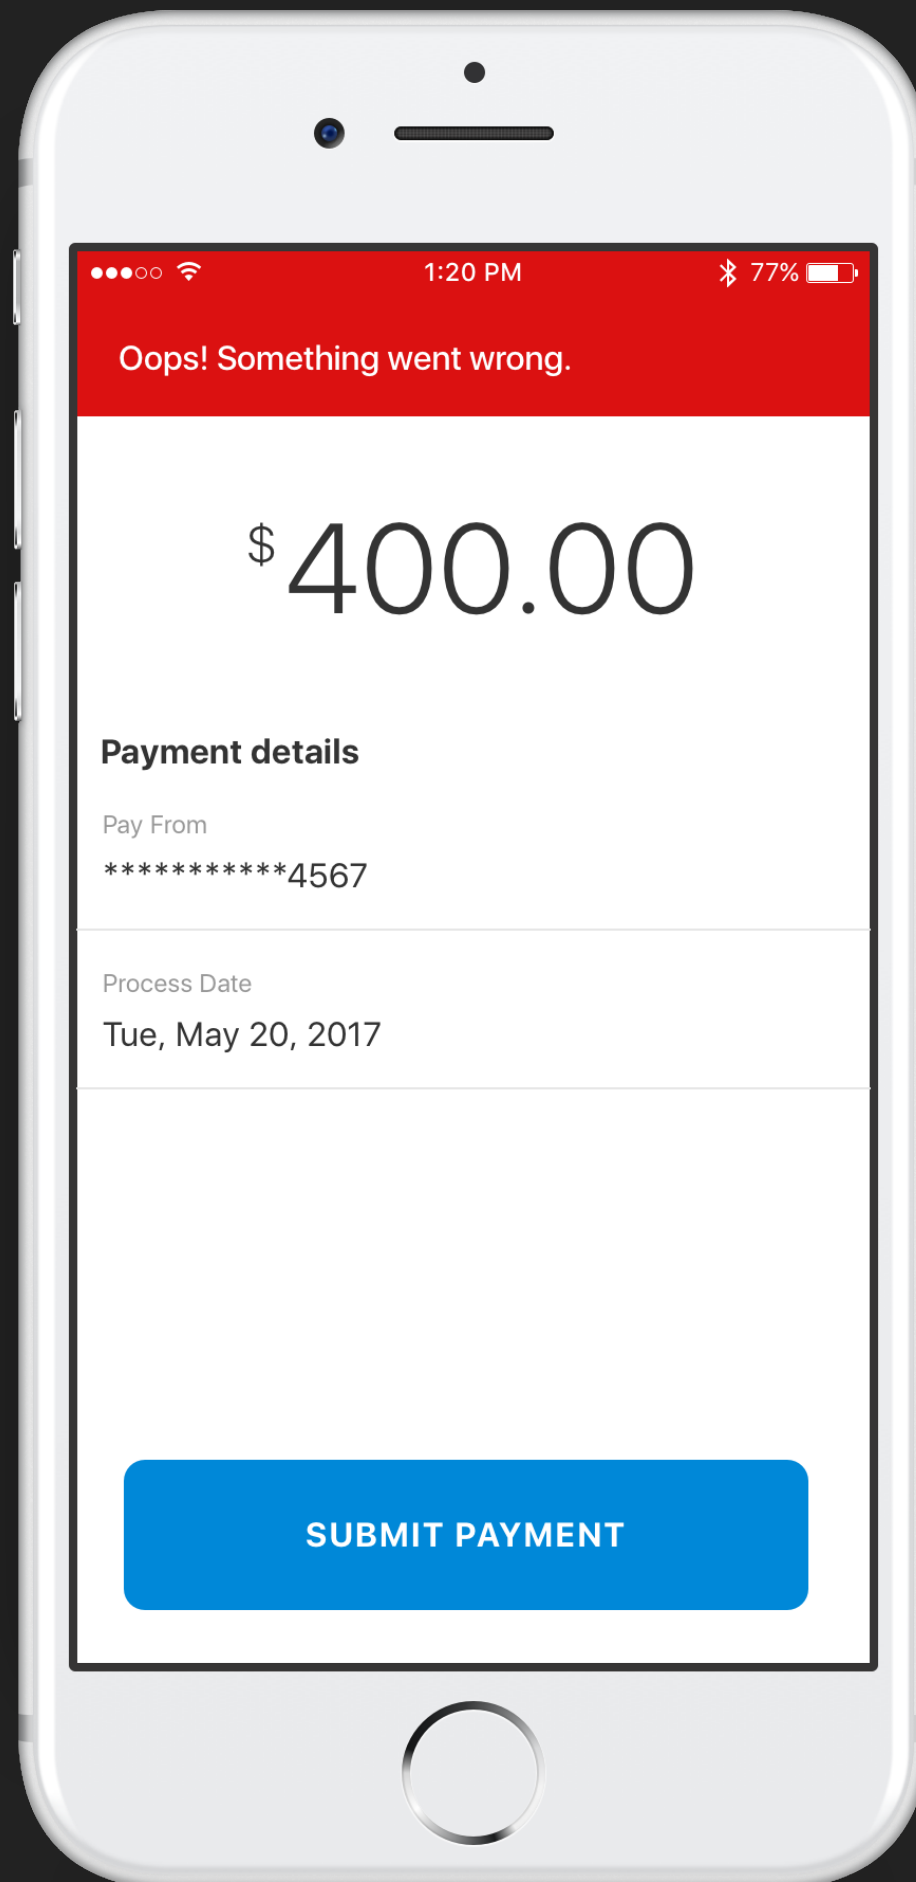 1:20 PM
77%
Oops! Something went wrong.
$400.00
Payment details
Pay From
***********4567
Process Date
Tue, May 20, 2017
SUBMIT PAYMENT